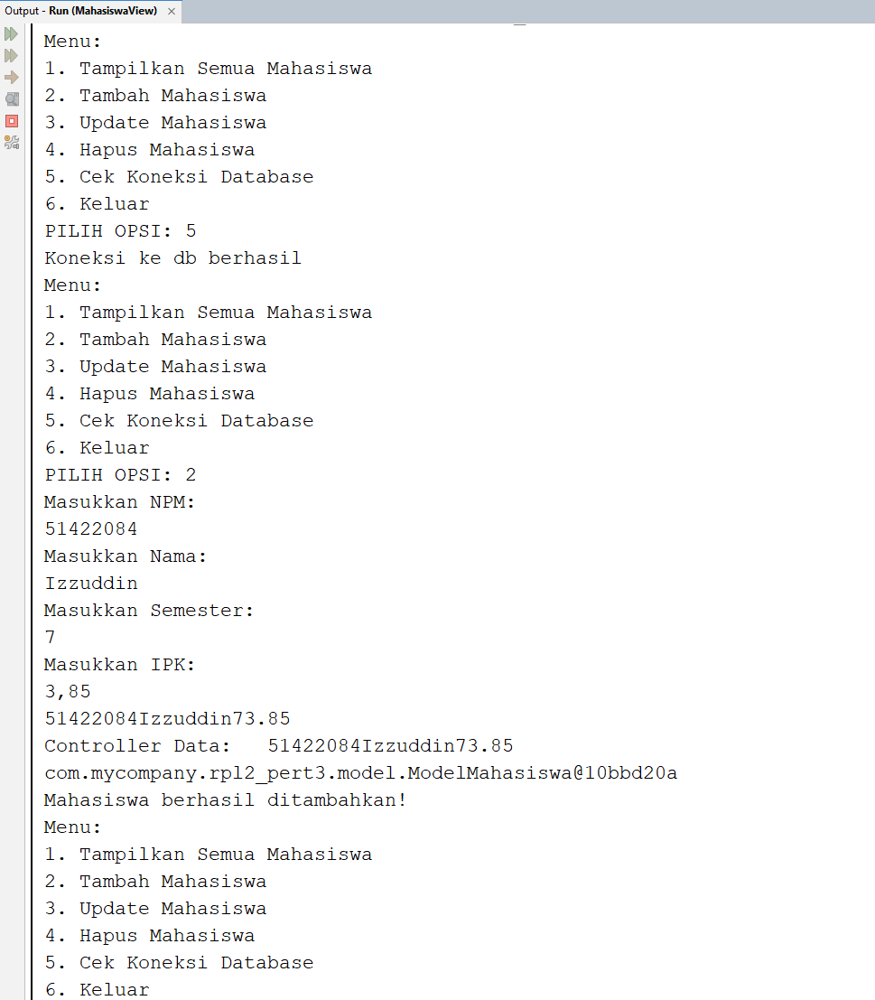 Output - Run (MahasiswaView) ×
Menu:
1. Tampilkan Semua Mahasiswa
2. Tambah Mahasiswa
3. Update Mahasiswa
4. Hapus Mahasiswa
5. Cek Koneksi Database
6. Keluar
PILIH OPSI: 5
Koneksi ke db berhasil
Menu:
1. Tampilkan Semua Mahasiswa
2. Tambah Mahasiswa
3. Update Mahasiswa
4. Hapus Mahasiswa
5. Cek Koneksi Database
6. Keluar
PILIH OPSI: 2
Masukkan NPM:
51422084
Masukkan Nama:
Izzuddin
Masukkan Semester:
7
Masukkan IPK:
3,85
51422084Izzuddin73.85
Controller Data:   51422084Izzuddin73.85
com.mycompany.rpl2_pert3.model.ModelMahasiswa@10bbd20a
Mahasiswa berhasil ditambahkan!
Menu:
1. Tampilkan Semua Mahasiswa
2. Tambah Mahasiswa
3. Update Mahasiswa
4. Hapus Mahasiswa
5. Cek Koneksi Database
6. Keluar